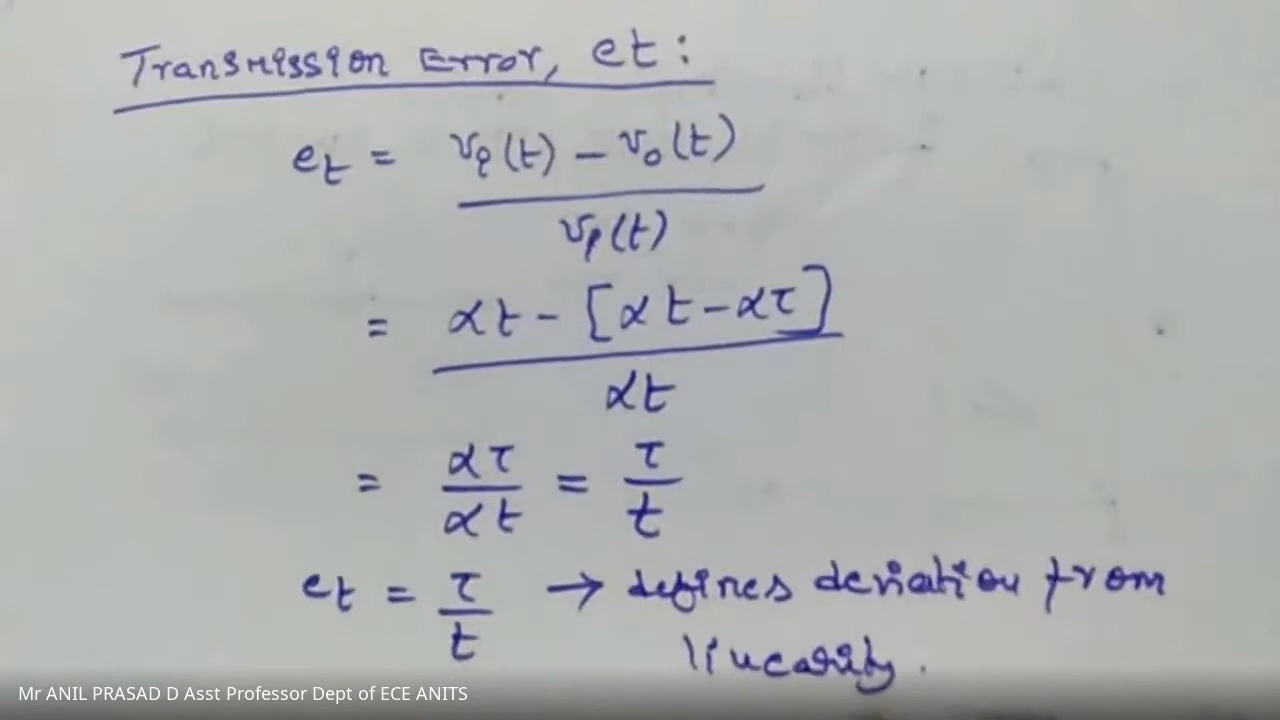 Transmission Error, et :
et = vi(t) - vo(t) / vi(t)
= αt - [αt - ατ] / αt
= ατ / αt = τ / t
et = τ / t → defines deviation from
linearity.
Mr ANIL PRASAD D Asst Professor Dept of ECE ANITS